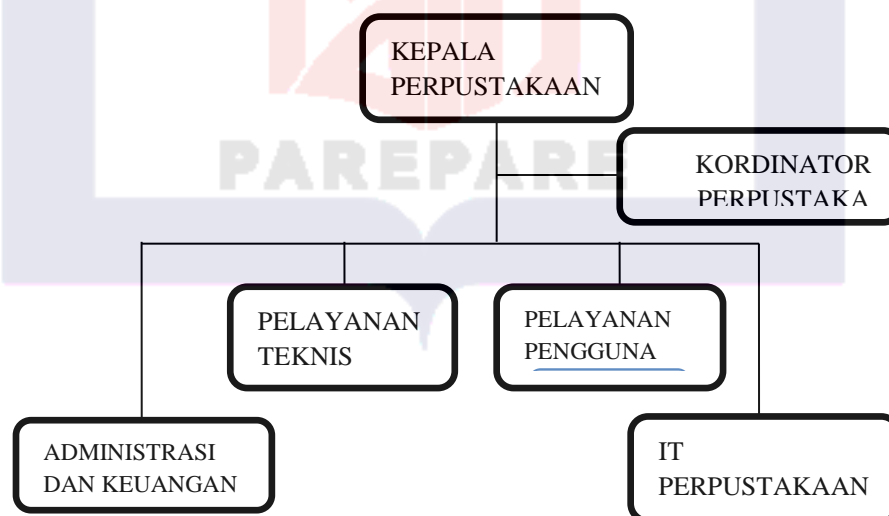 KEPALA
PERPUSTAKAAN
PAREPARE
KORDINATOR
PERPUSTAKA
PELAYANAN
TEKNIS
PELAYANAN
PENGGUNA
ADMINISTRASI
DAN KEUANGAN
IT
PERPUSTAKAAN